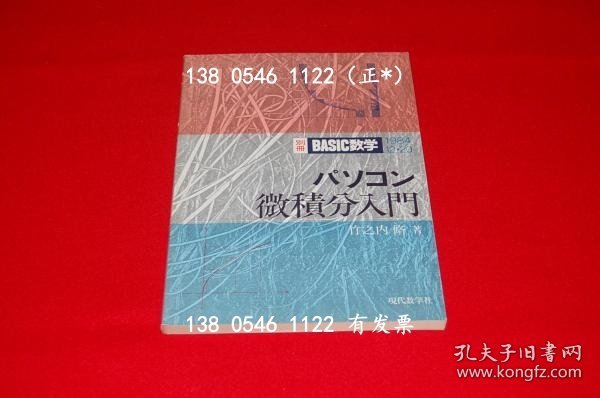 138 0546 1122 (正*)
別冊 BASIC数学 1984
パソコン
微積分入門
竹之内 脩 著
現代数学社
138 0546 1122 有发票
孔夫子旧书网
www.kongfz.com